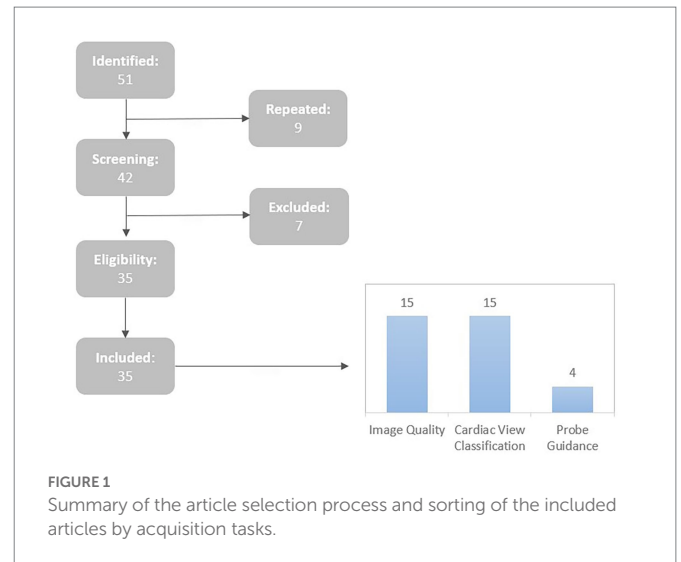 Identified:
51
Repeated:
9
Screening:
42
Excluded:
7
Eligibility:
35
Included:
35
15
15
4
Image Quality
Cardiac View
Classification
Probe
Guidance
FIGURE 1
Summary of the article selection process and sorting of the included
articles by acquisition tasks.